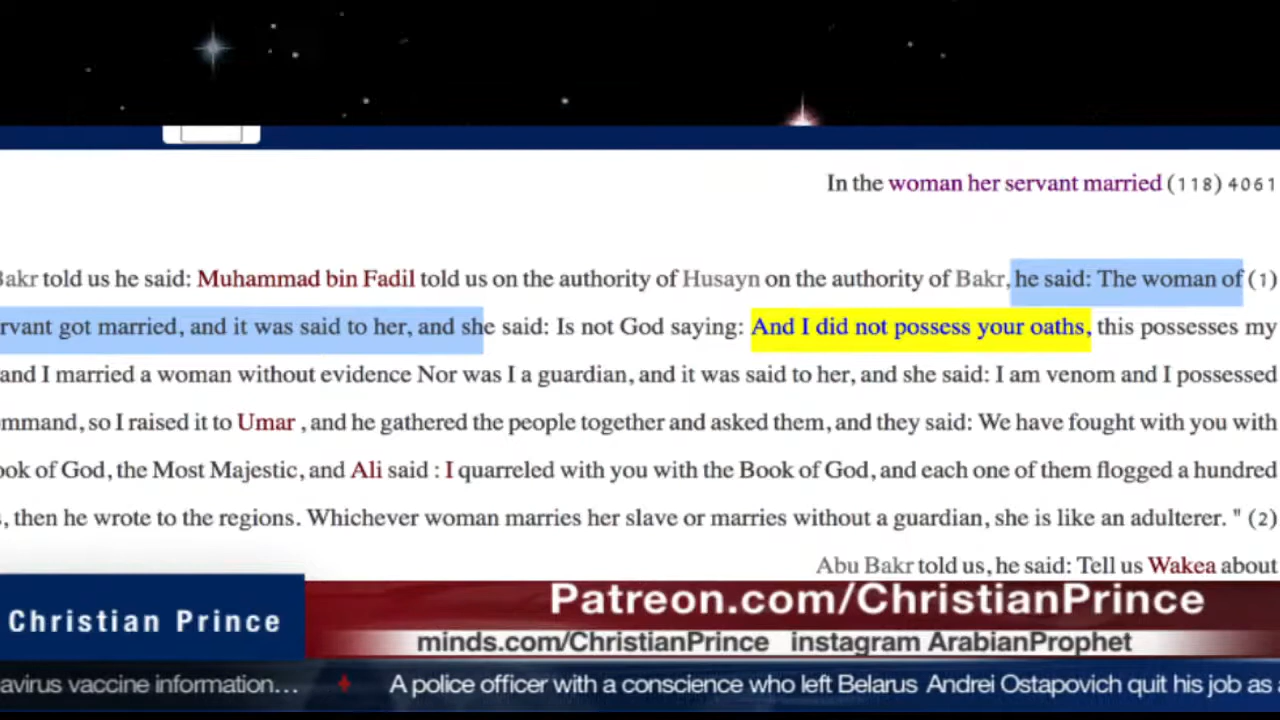 In the woman her servant married (118) 4061
Bakr told us he said: Muhammad bin Fadil told us on the authority of Husayn on the authority of Bakr, he said: The woman of (1)
rvant got married, and it was said to her, and she said: Is not God saying: And I did not possess your oaths, this possesses my
and I married a woman without evidence Nor was I a guardian, and it was said to her, and she said: I am venom and I possessed
mmand, so I raised it to Umar , and he gathered the people together and asked them, and they said: We have fought with you with
ook of God, the Most Majestic, and Ali said : I quarreled with you with the Book of God, and each one of them flogged a hundred
, then he wrote to the regions. Whichever woman marries her slave or marries without a guardian, she is like an adulterer. " (2)
Abu Bakr told us, he said: Tell us Wakea about
Patreon.com/ChristianPrince
Christian Prince
minds.com/ChristianPrince instagram ArabianProphet
avirus vaccine information... A police officer with a conscience who left Belarus Andrei Ostapovich quit his job as